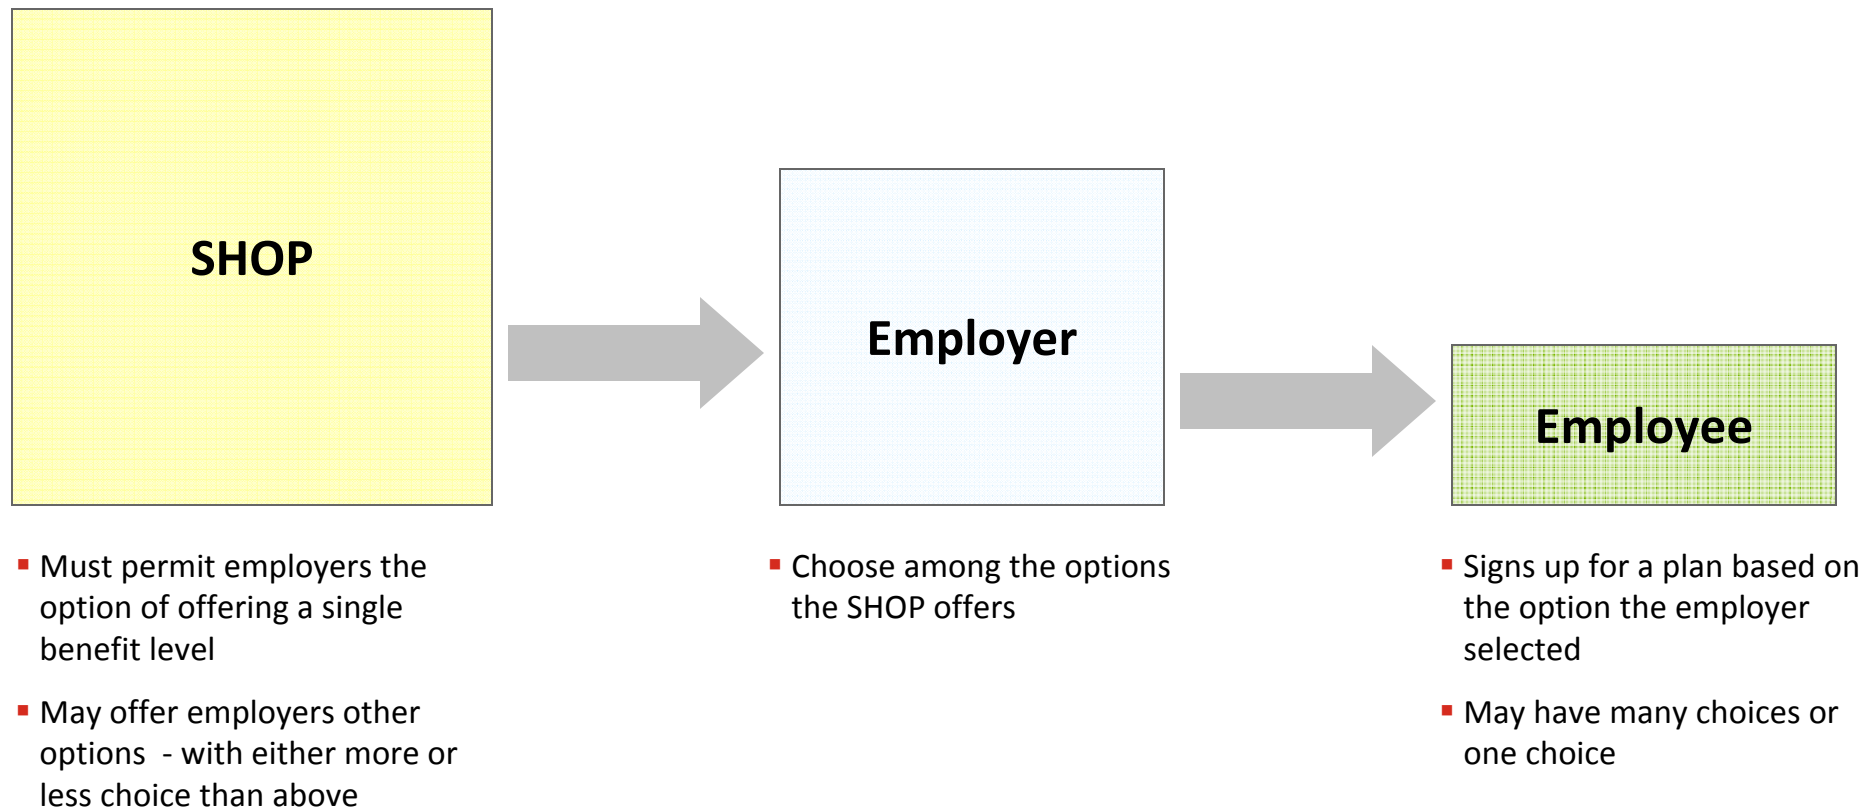 SHOP
Employer
Employee
▪ Must permit employers the
option of offering a single
benefit level
▪ May offer employers other
options  - with either more or
less choice than above
▪ Choose among the options
the SHOP offers
▪ Signs up for a plan based on
the option the employer
selected
▪ May have many choices or
one choice